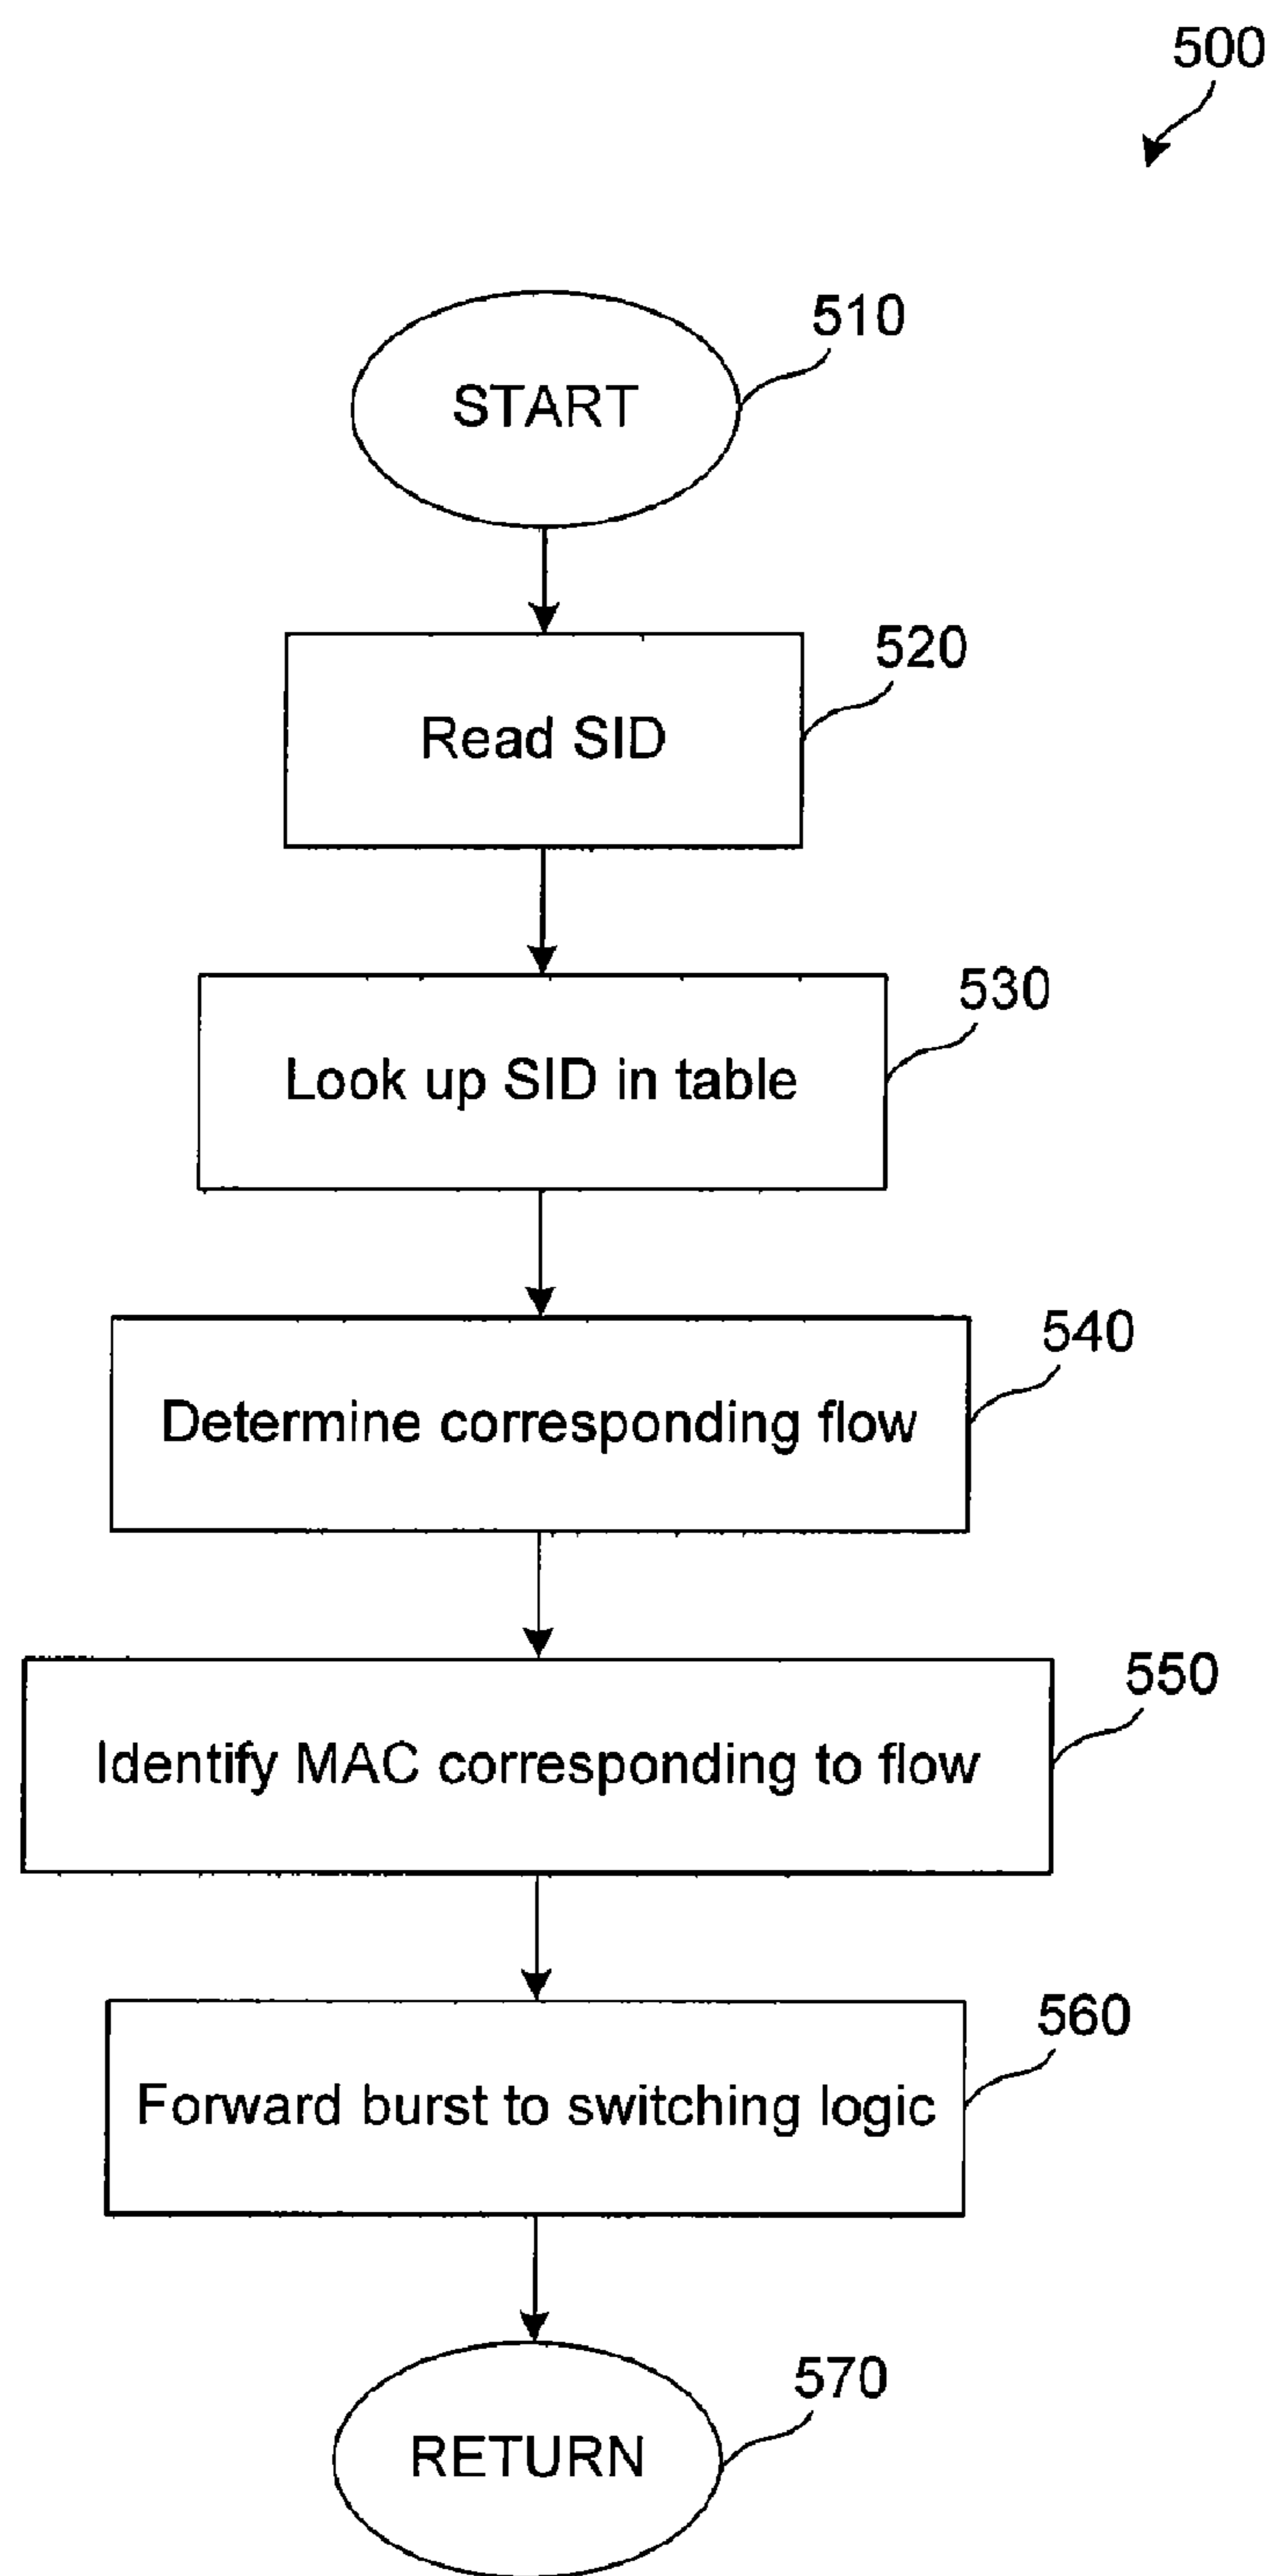 500
510
START
520
Read SID
530
Look up SID in table
540
Determine corresponding flow
550
Identify MAC corresponding to flow
560
Forward burst to switching logic
570
RETURN